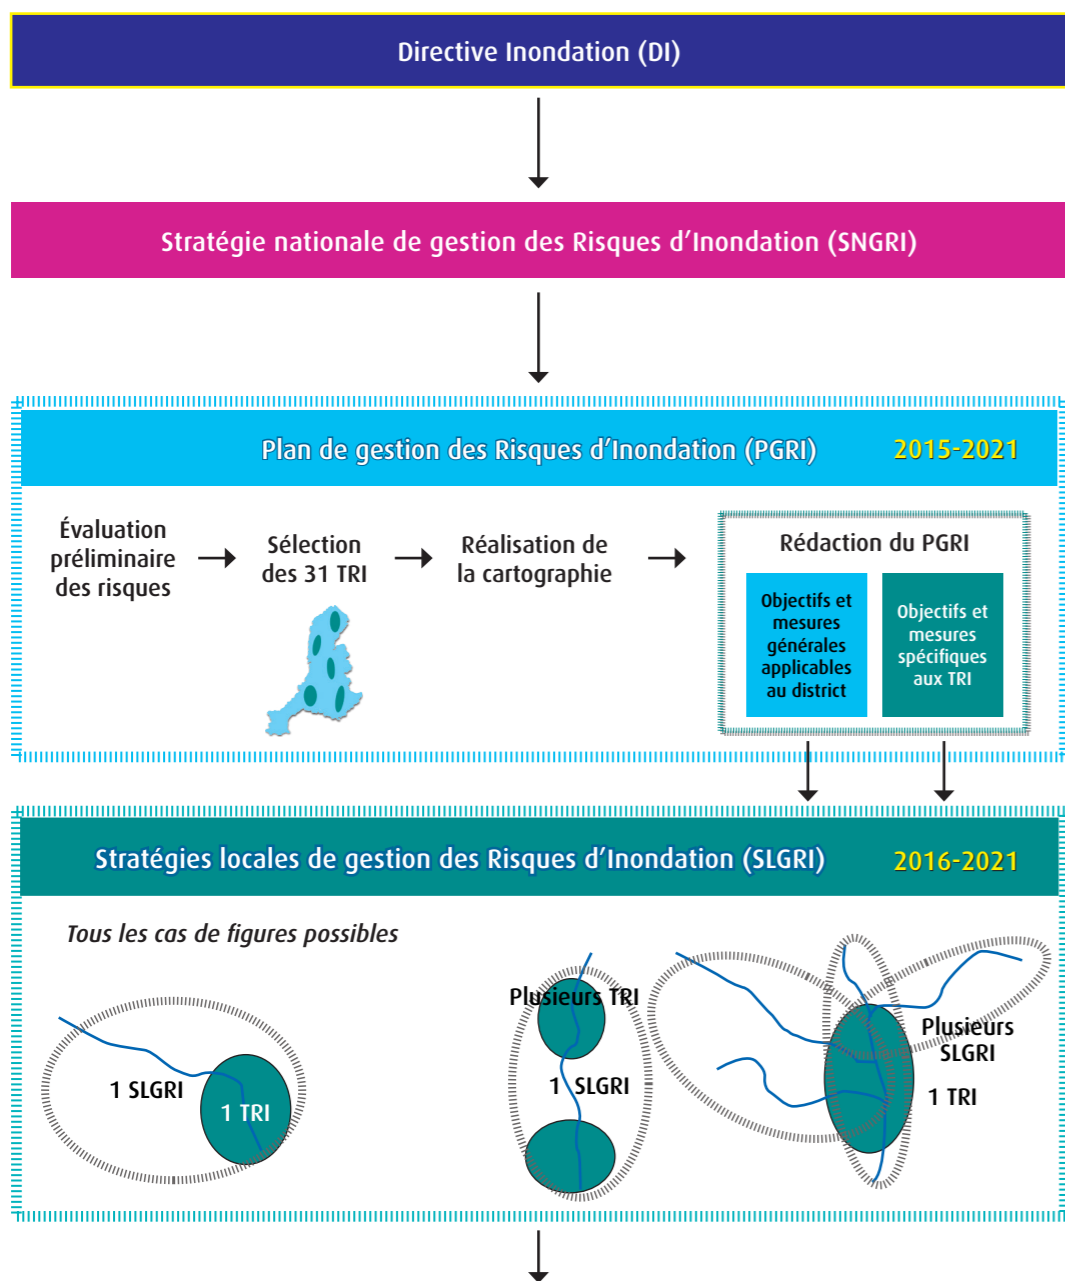 Directive Inondation (DI)
Stratégie nationale de gestion des Risques d'Inondation (SNGRI)
Plan de gestion des Risques d'Inondation (PGRI) 2015-2021
Évaluation
préliminaire
des risques
Sélection
des 31 TRI
Réalisation de
la cartographie
Rédaction du PGRI
Objectifs et
mesures
générales
applicables
au district
Objectifs et
mesures
spécifiques
aux TRI
Stratégies locales de gestion des Risques d'Inondation (SLGRI) 2016-2021
Tous les cas de figures possibles
1 SLGRI
1 TRI
Plusieurs TRI
1 SLGRI
Plusieurs
SLGRI
1 TRI